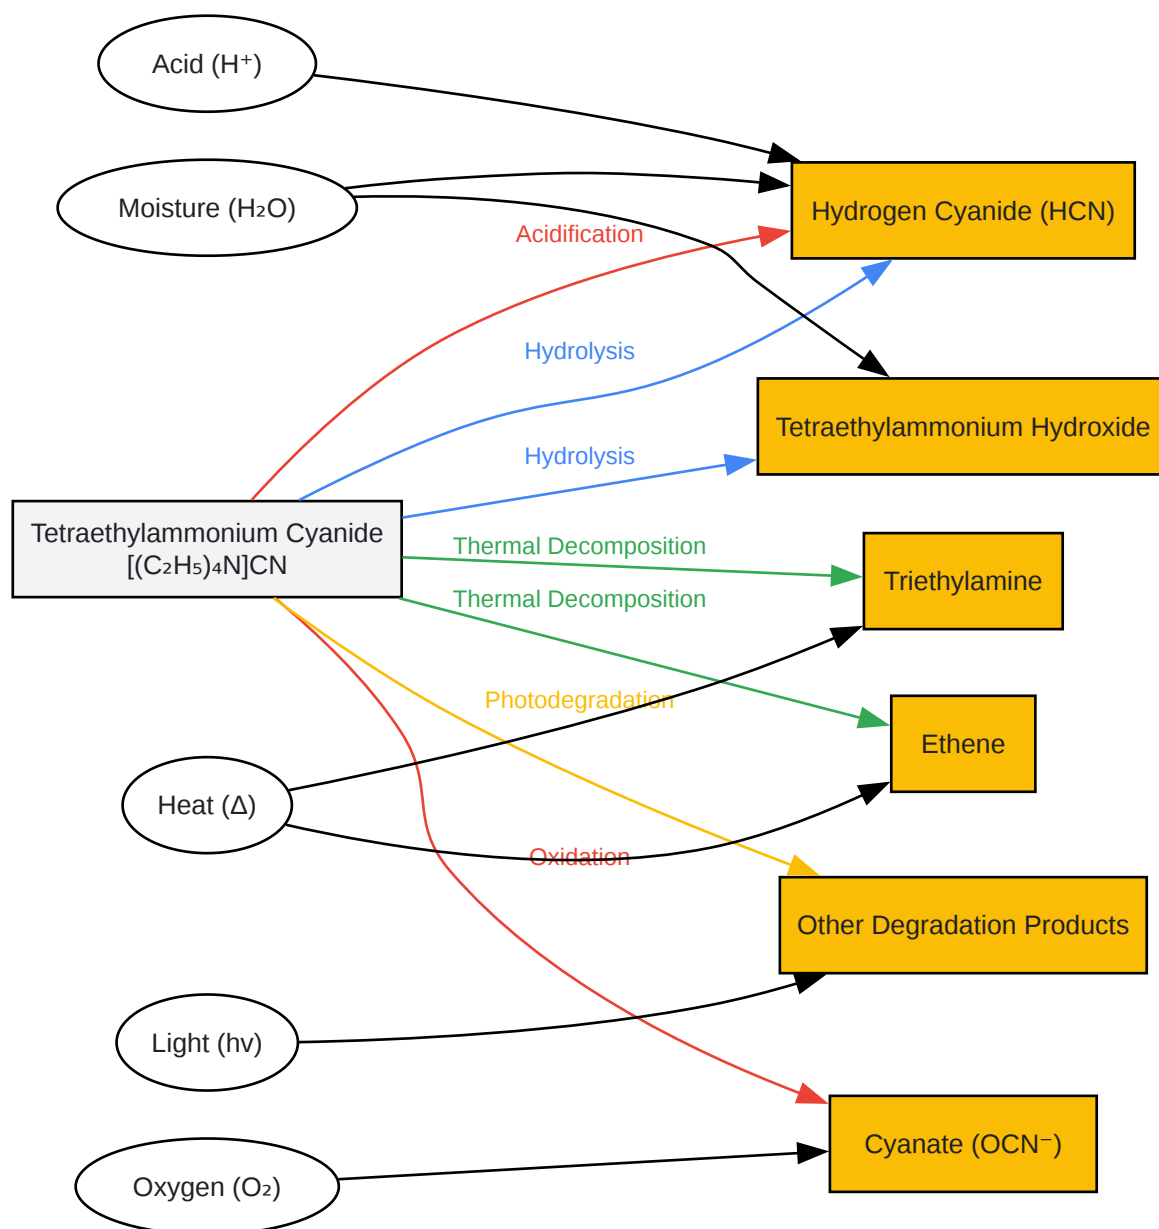 Acid (H⁺)
Moisture (H₂O)
Hydrogen Cyanide (HCN)
Acidification
Hydrolysis
Tetraethylammonium Hydroxide
Hydrolysis
Tetraethylammonium Cyanide
[(C₂H₅)₄N]CN
Thermal Decomposition
Triethylamine
Thermal Decomposition
Photodegradation
Ethene
Heat (Δ)
Oxidation
Other Degradation Products
Light (hv)
Cyanate (OCN⁻)
Oxygen (O₂)